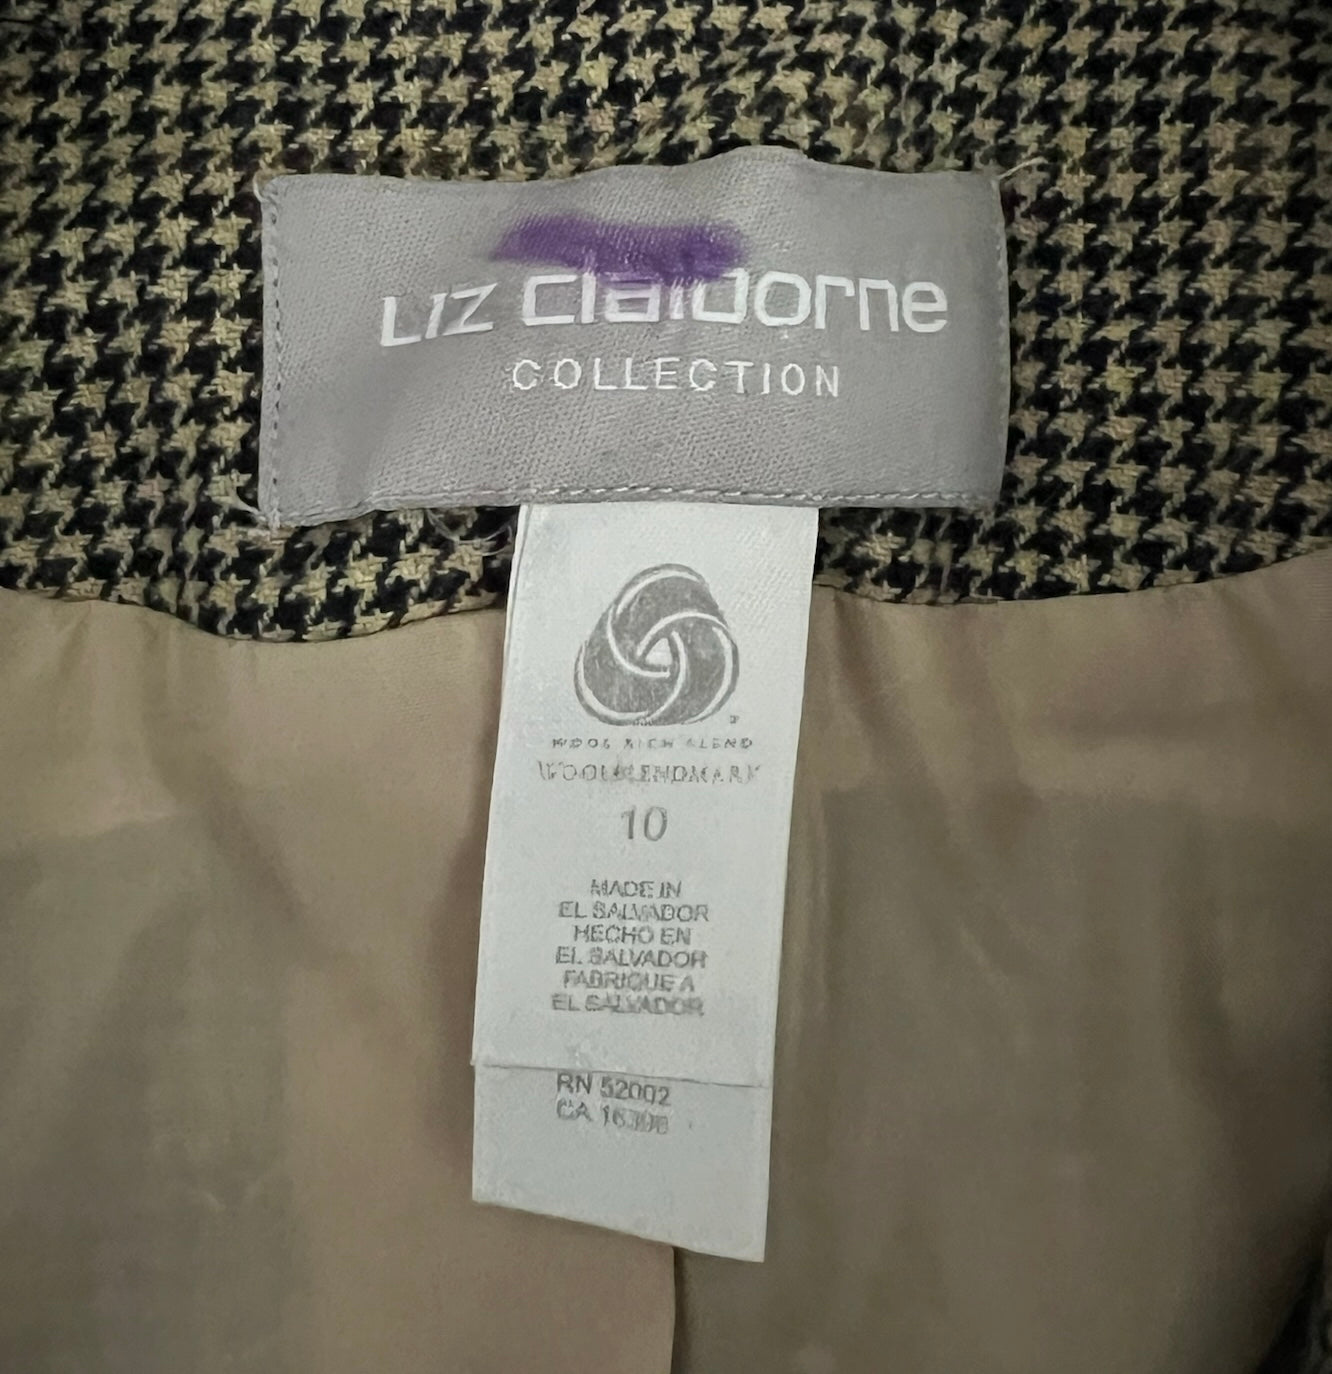 LIZ claiborne
COLLECTION
WOOL RICH BLEND
WOOLBLENDMARK
10
MADE IN
EL SALVADOR
HECHO EN
EL SALVADOR
FABRIQUE A
EL SALVADOR
RN 52002
CA